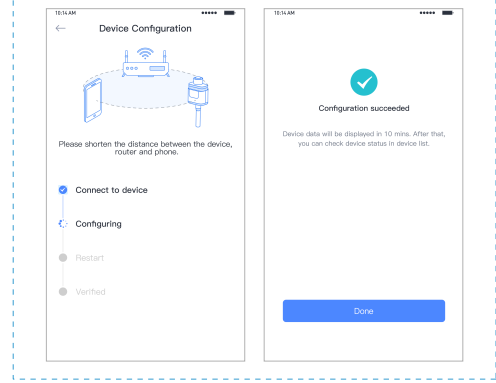 10:14 AM
Device Configuration
Please shorten the distance between the device,
router and phone.
Connect to device
Configuring
Restart
Verified
10:14 AM
Configuration succeeded
Device data will be displayed in 10 mins. After that,
you can check device status in device list.
Done